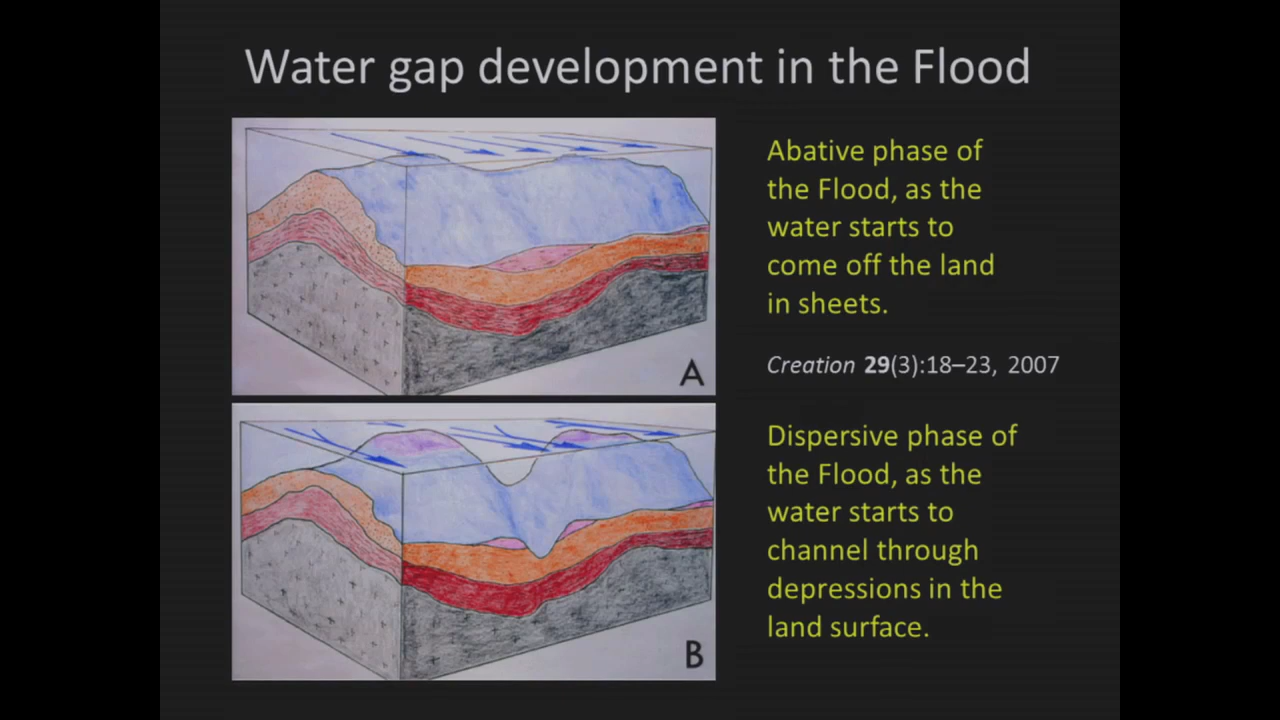 Water gap development in the Flood
A
Abative phase of
the Flood, as the
water starts to
come off the land
in sheets.
Creation 29(3):18–23, 2007
B
Dispersive phase of
the Flood, as the
water starts to
channel through
depressions in the
land surface.